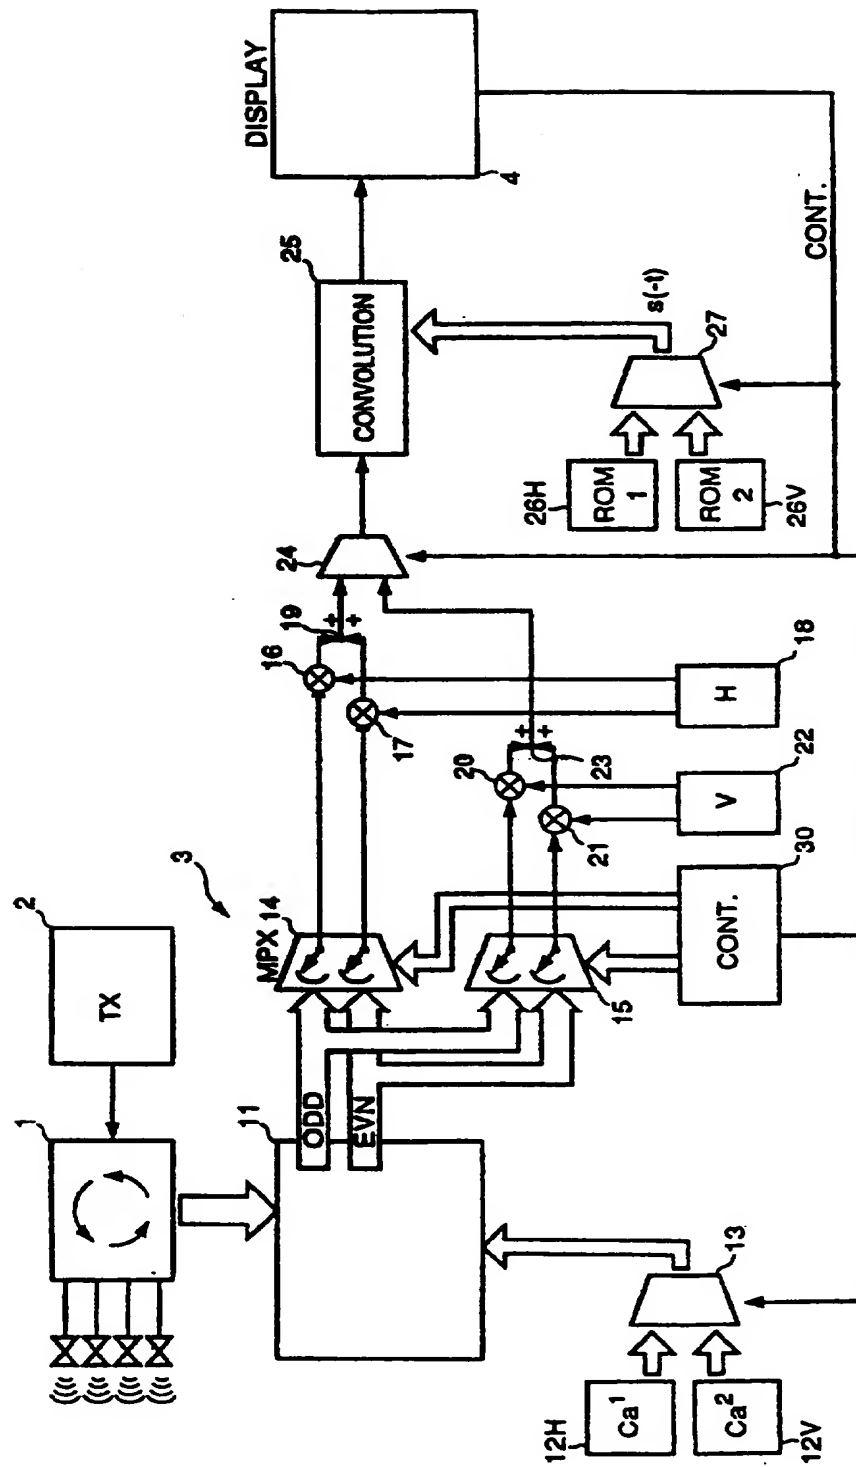 1
2
TX
3
11
ODD
EVN
MPX 14
15
16
17
19
+
+
20
21
23
+
+
24
25
CONVOLUTION
DISPLAY
4
12H
Ca¹
Ca²
12V
13
CONT.
30
V
22
H
18
26H
ROM
1
ROM
2
26V
27
s(-t)
CONT.